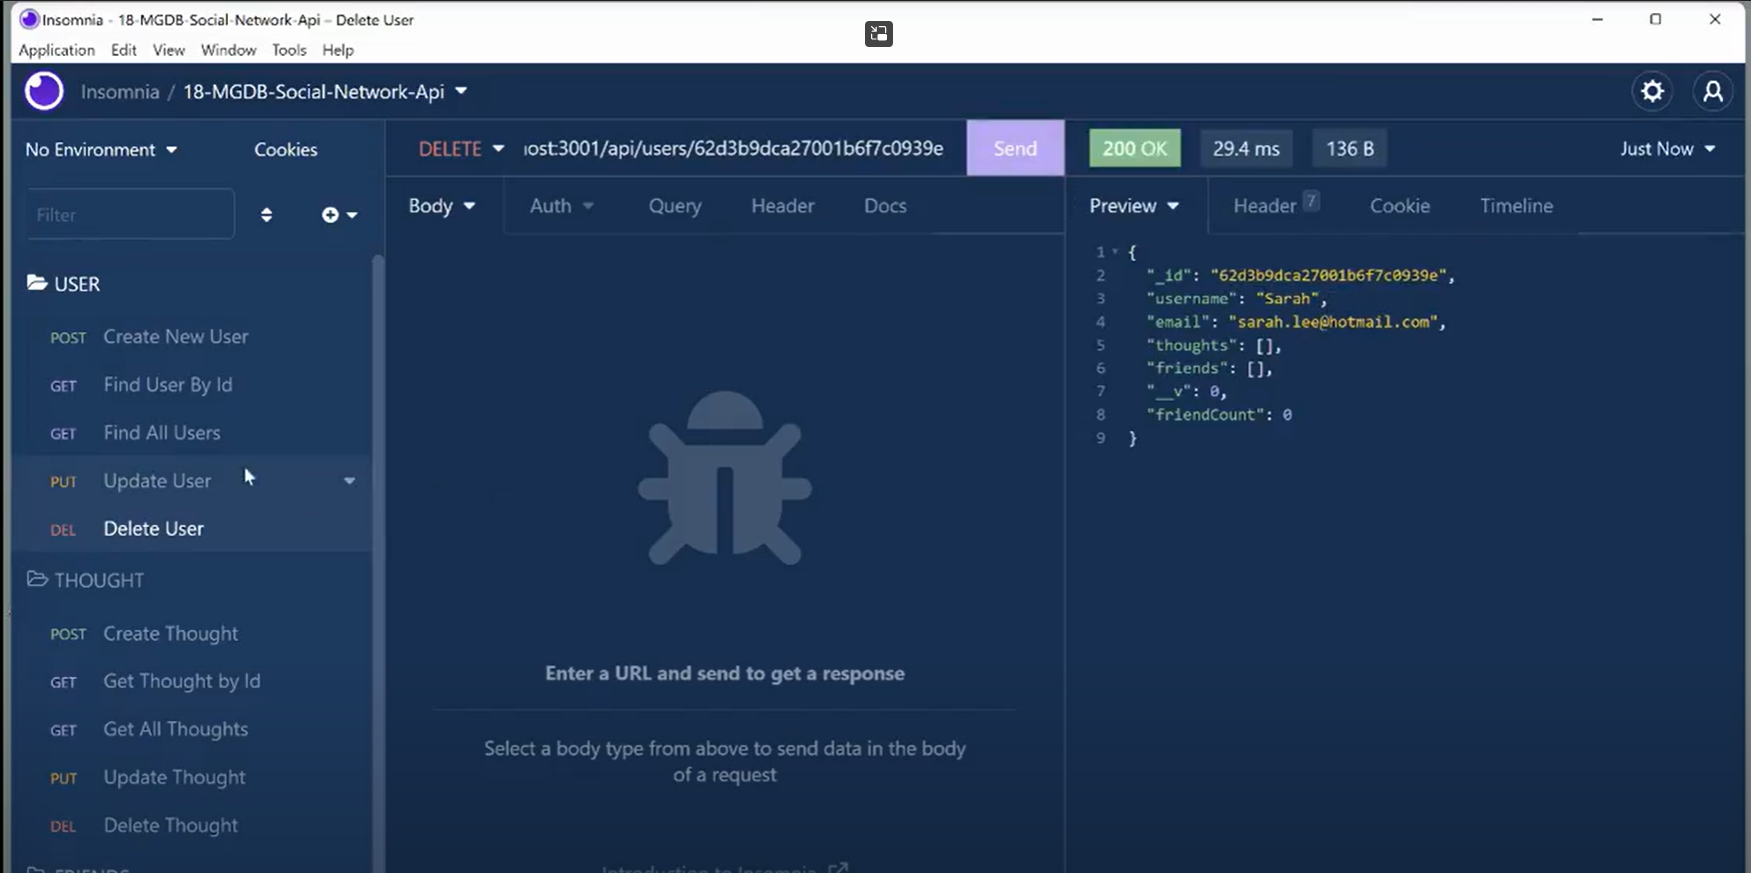 Insomnia - 18-MGDB-Social-Network-Api – Delete User
Application Edit View Window Tools Help
Insomnia / 18-MGDB-Social-Network-Api
No Environment Cookies
DELETE ost:3001/api/users/62d3b9dca27001b6f7c0939e Send
200 OK 29.4 ms 136 B Just Now
Filter
Body Auth Query Header Docs
Preview Header 7 Cookie Timeline
USER
POST Create New User
GET Find User By Id
GET Find All Users
PUT Update User
DEL Delete User
THOUGHT
POST Create Thought
GET Get Thought by Id
GET Get All Thoughts
PUT Update Thought
DEL Delete Thought
FRIENDS
Enter a URL and send to get a response
Select a body type from above to send data in the body
of a request
Introduction to Insomnia
1 {
2 "_id": "62d3b9dca27001b6f7c0939e",
3 "username": "Sarah",
4 "email": "sarah.lee@hotmail.com",
5 "thoughts": [],
6 "friends": [],
7 "__v": 0,
8 "friendCount": 0
9 }